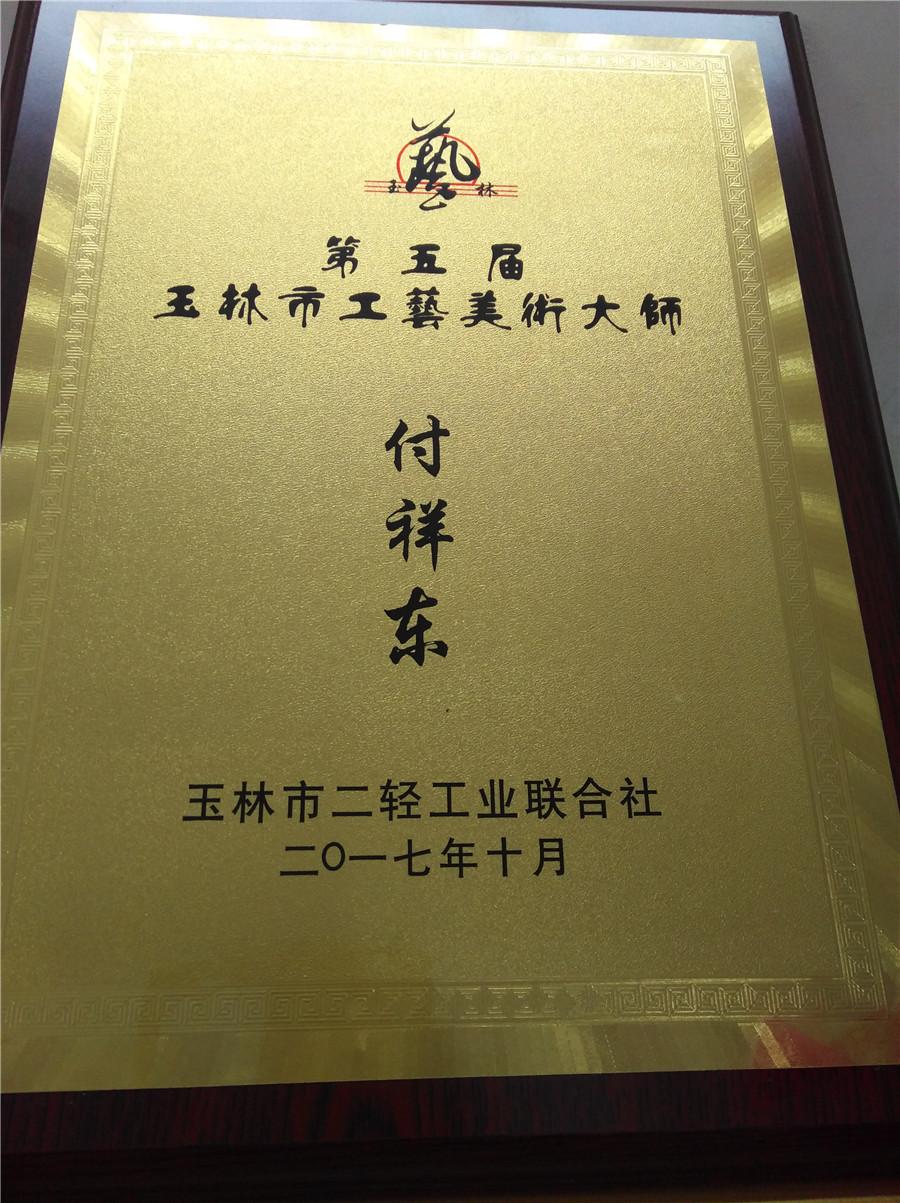 藝
玉 林
第五届
玉林市工藝美術大師
付祥东
玉林市二轻工业联合社
二〇一七年十月